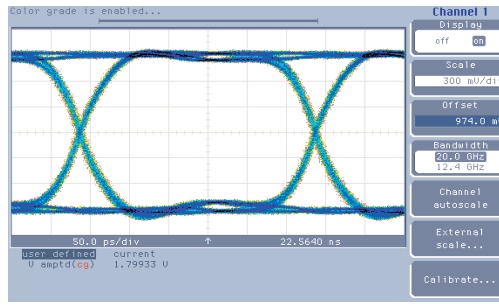 Color grade is enabled...
Channel 1
Display
off on
Scale
300 mV/di
Offset
974.0 m
Bandwidth
20.0 GHz
12.4 GHz
Channel
autoscale
External
scale...
Calibrate...
50.0 ps/div ↑ 22.5640 ns
user defined current
V amptd(cg) 1.79933 V